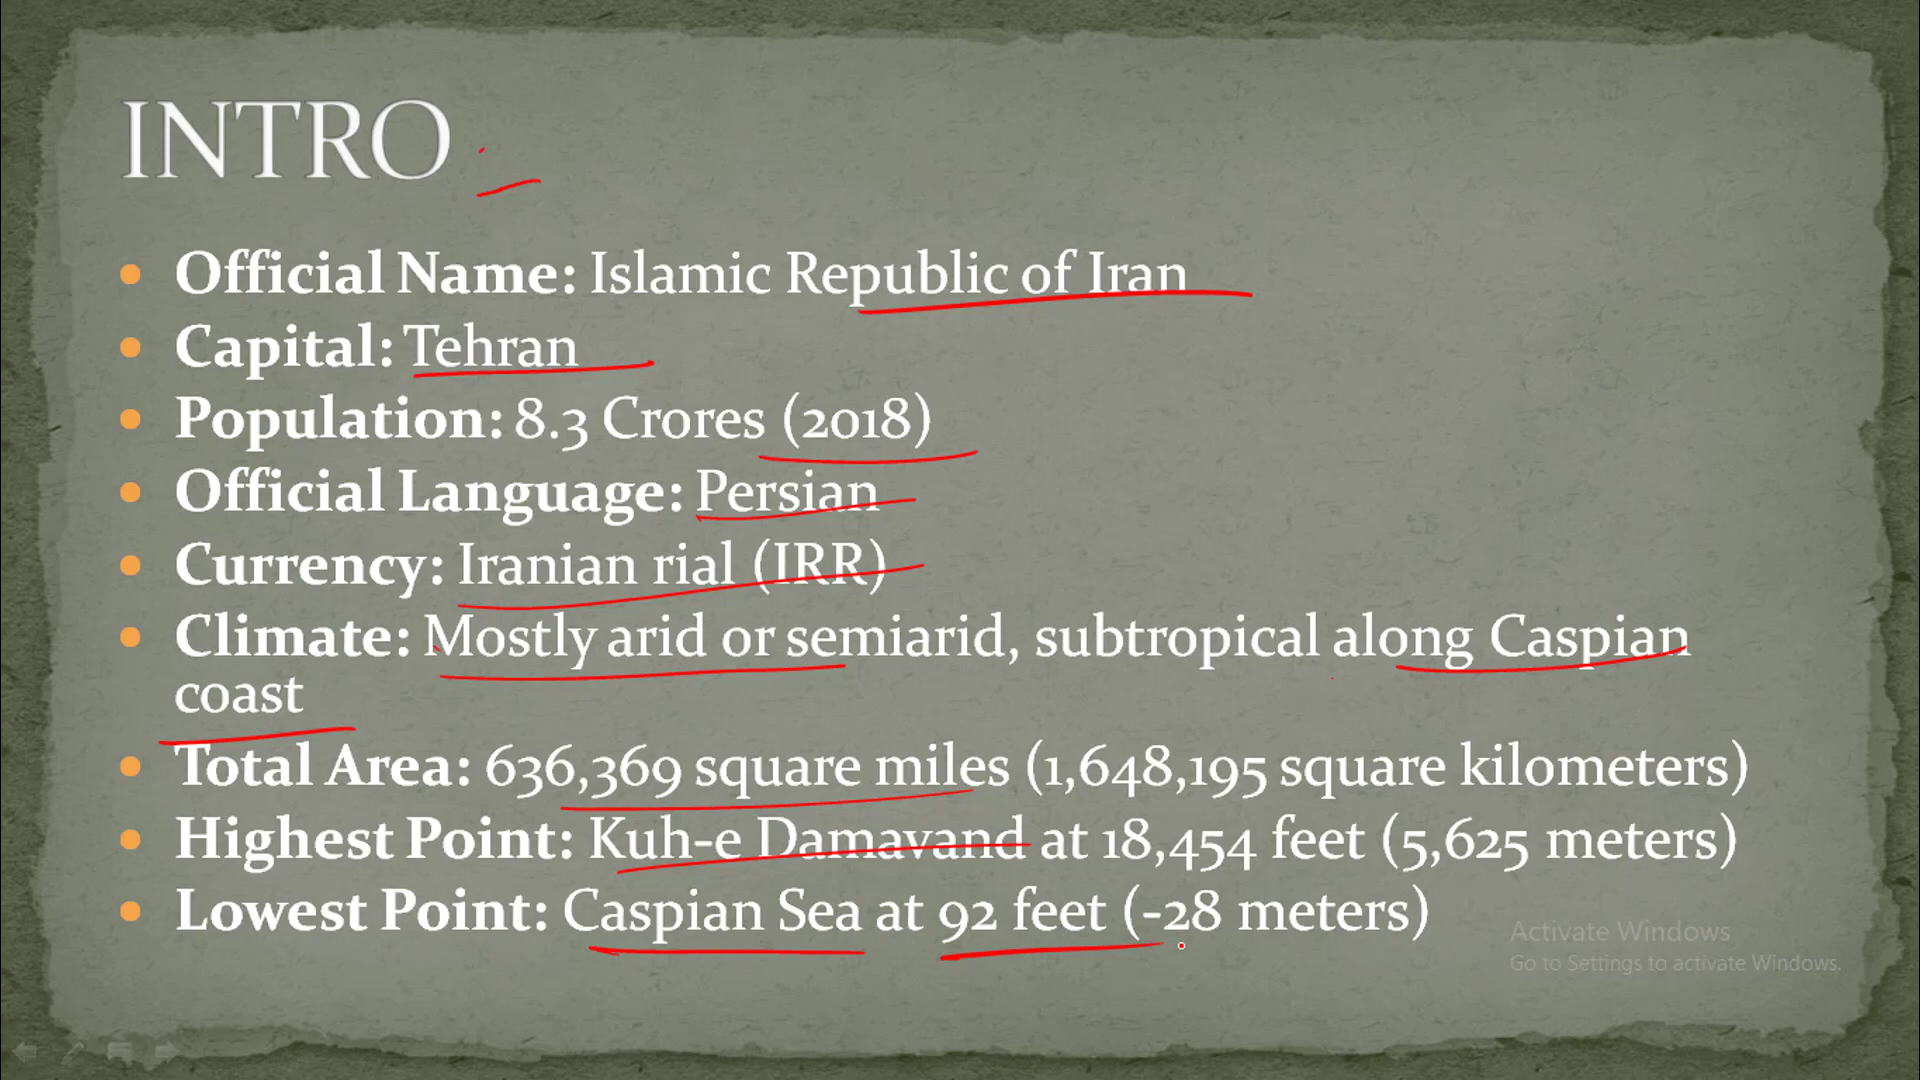 INTRO
Official Name: Islamic Republic of Iran
Capital: Tehran
Population: 8.3 Crores (2018)
Official Language: Persian
Currency: Iranian rial (IRR)
Climate: Mostly arid or semiarid, subtropical along Caspian
coast
Total Area: 636,369 square miles (1,648,195 square kilometers)
Highest Point: Kuh-e Damavand at 18,454 feet (5,625 meters)
Lowest Point: Caspian Sea at 92 feet (-28 meters)
Activate Windows
Go to Settings to activate Windows.